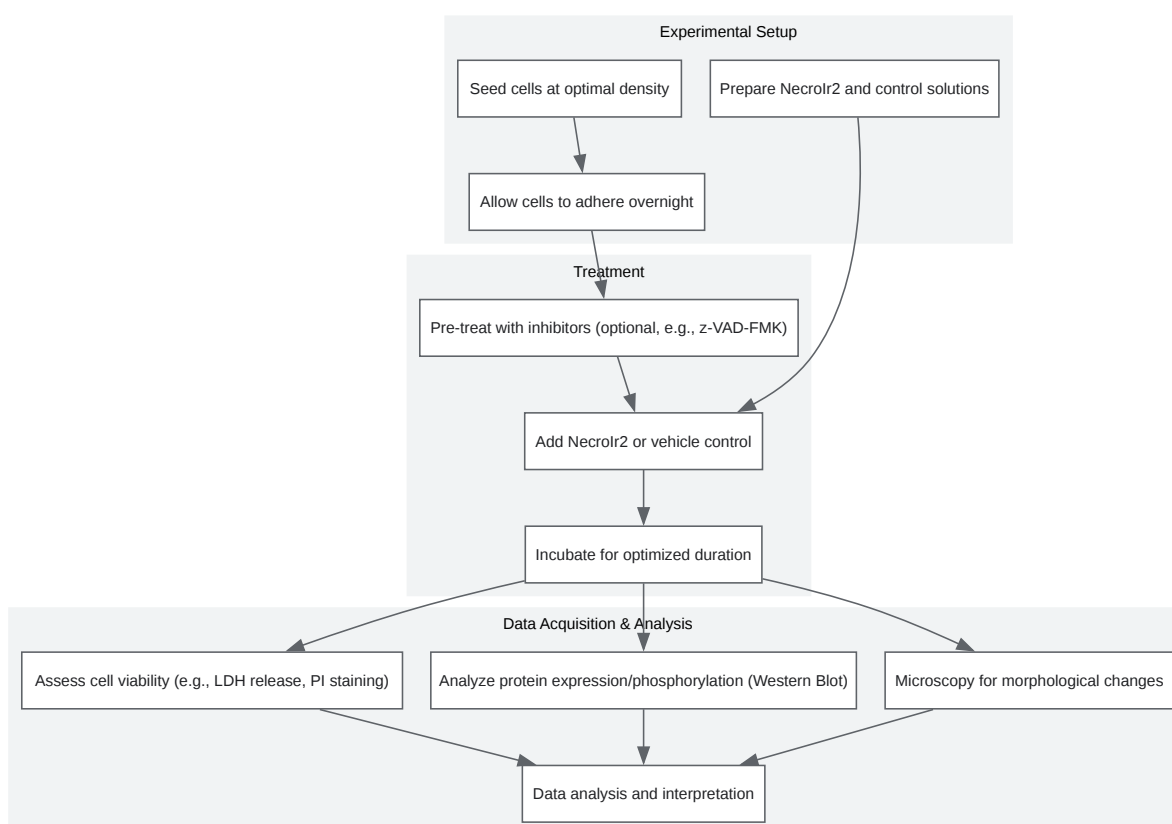 Experimental Setup
Seed cells at optimal density
Prepare NecroIr2 and control solutions
Allow cells to adhere overnight
Treatment
Pre-treat with inhibitors (optional, e.g., z-VAD-FMK)
Add NecroIr2 or vehicle control
Incubate for optimized duration
Data Acquisition & Analysis
Assess cell viability (e.g., LDH release, PI staining)
Analyze protein expression/phosphorylation (Western Blot)
Microscopy for morphological changes
Data analysis and interpretation